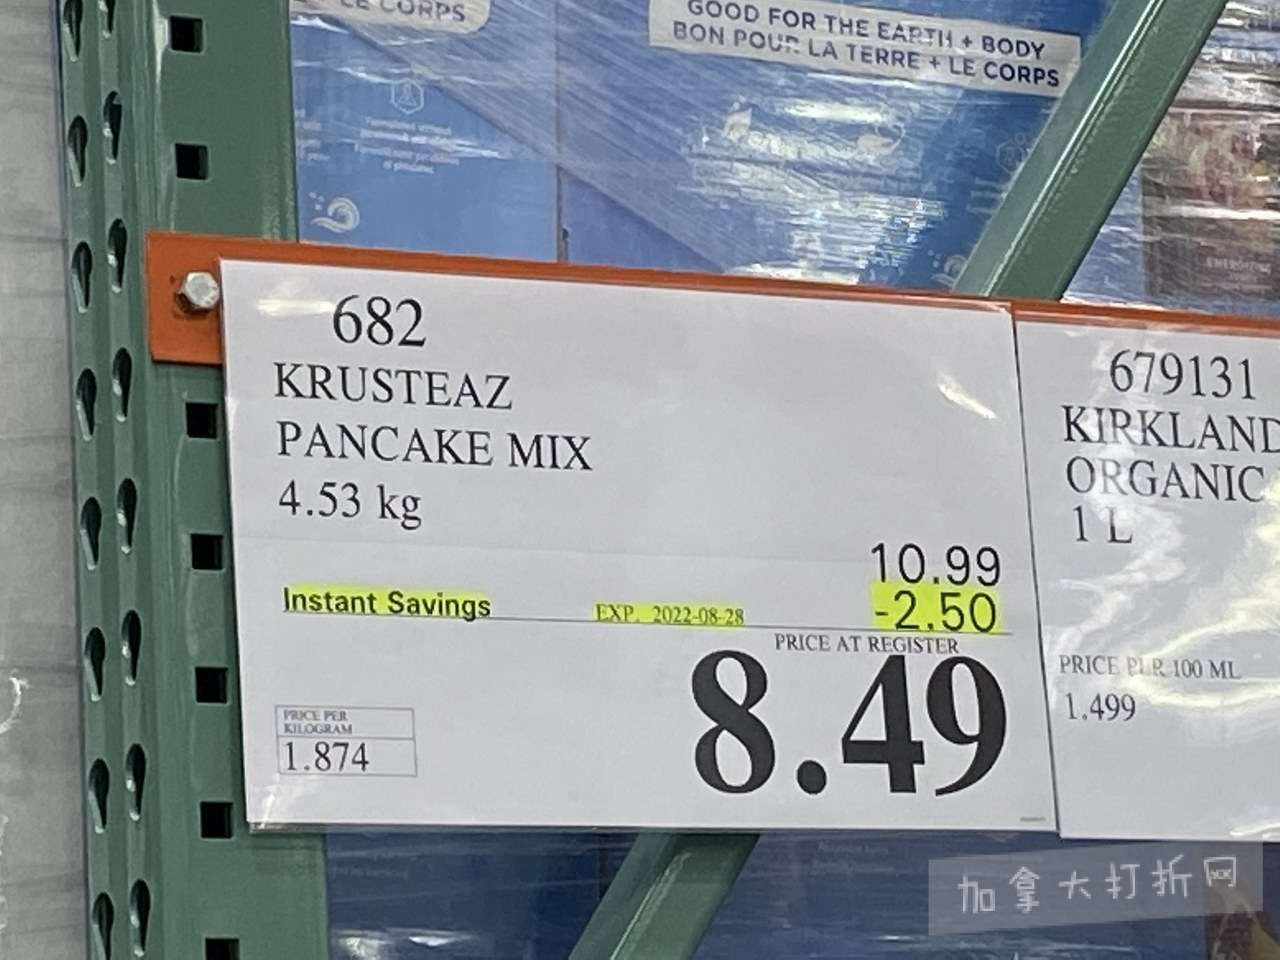 LE CORPS
GOOD FOR THE EARTH + BODY
BON POUR LA TERRE + LE CORPS
682
KRUSTEAZ
PANCAKE MIX
4.53 kg
10.99
Instant Savings EXP. 2022-08-28 -2.50
PRICE AT REGISTER
8.49
PRICE PER
KILOGRAM
1.874
679131
KIRKLAND
ORGANIC
1 L
PRICE PER 100 ML
1.499
加拿大打折网